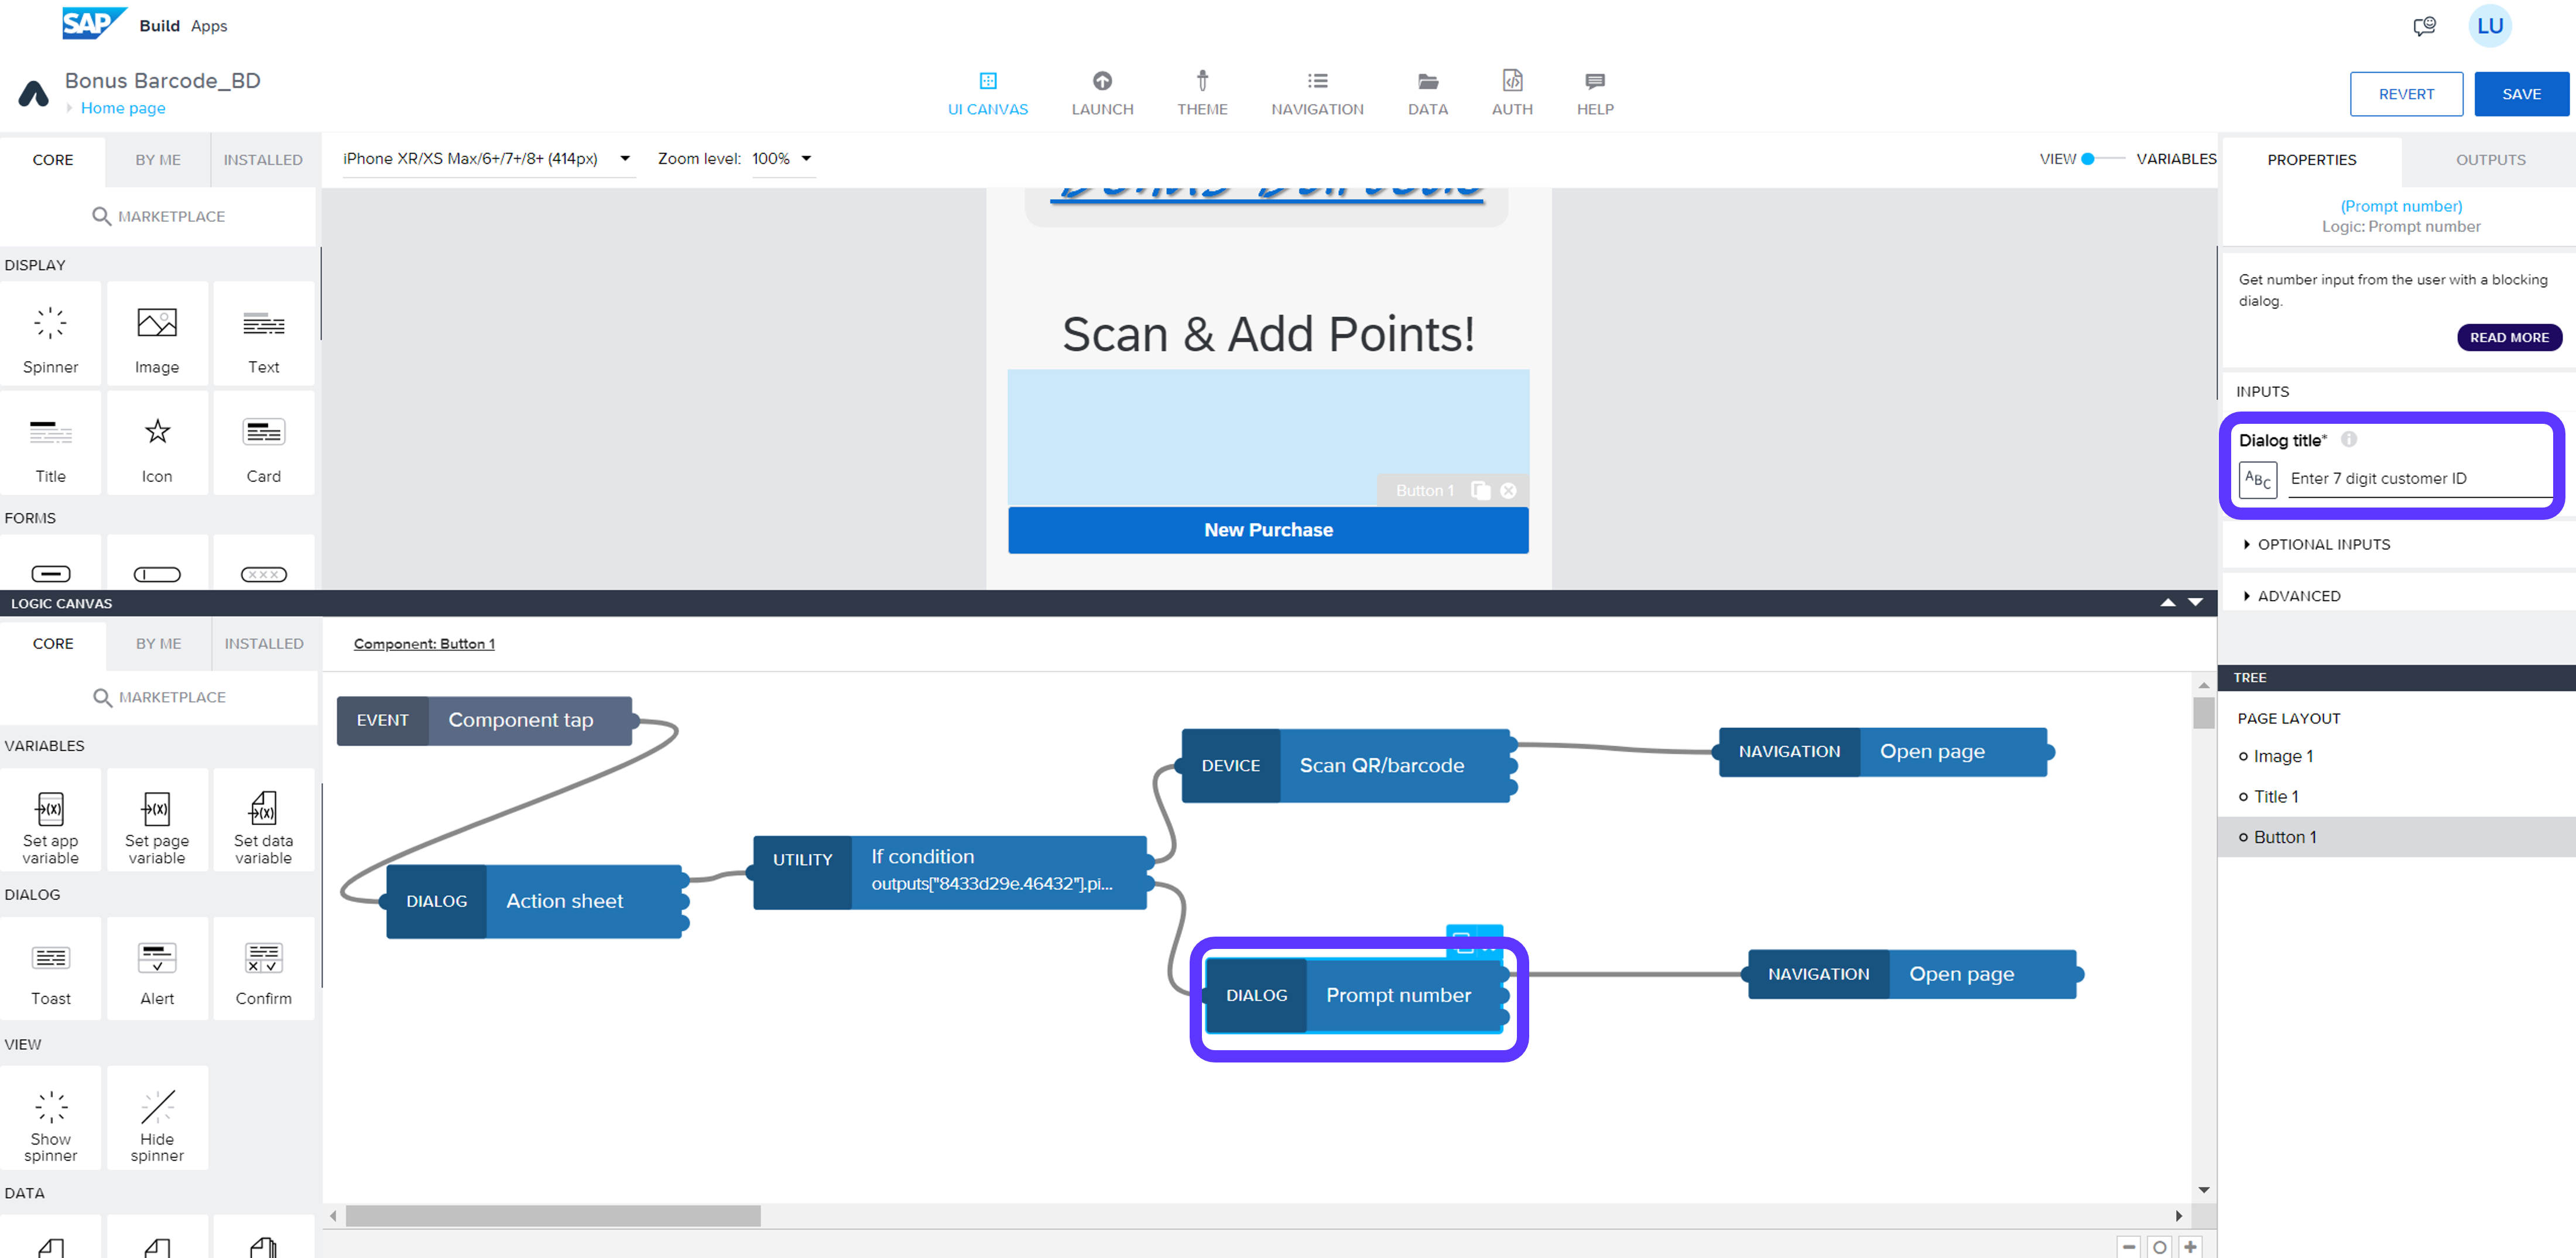 SAP Build Apps
LU
Bonus Barcode_BD
Home page
UI CANVAS
LAUNCH
THEME
NAVIGATION
DATA
AUTH
HELP
REVERT
SAVE
CORE
BY ME
INSTALLED
iPhone XR/XS Max/6+/7+/8+ (414px)
Zoom level: 100%
VIEW
VARIABLES
PROPERTIES
OUTPUTS
MARKETPLACE
(Prompt number)
Logic: Prompt number
DISPLAY
Spinner
Image
Text
Title
Icon
Card
FORMS
Bonus Barcode
Scan & Add Points!
Button 1
New Purchase
Get number input from the user with a blocking
dialog.
READ MORE
INPUTS
Dialog title*
ABC
Enter 7 digit customer ID
OPTIONAL INPUTS
ADVANCED
LOGIC CANVAS
CORE
BY ME
INSTALLED
Component: Button 1
MARKETPLACE
VARIABLES
Set app
variable
Set page
variable
Set data
variable
DIALOG
Toast
Alert
Confirm
VIEW
Show
spinner
Hide
spinner
DATA
EVENT
Component tap
DIALOG
Action sheet
UTILITY
If condition
outputs["8433d29e.46432"].pi...
DEVICE
Scan QR/barcode
NAVIGATION
Open page
DIALOG
Prompt number
NAVIGATION
Open page
TREE
PAGE LAYOUT
Image 1
Title 1
Button 1